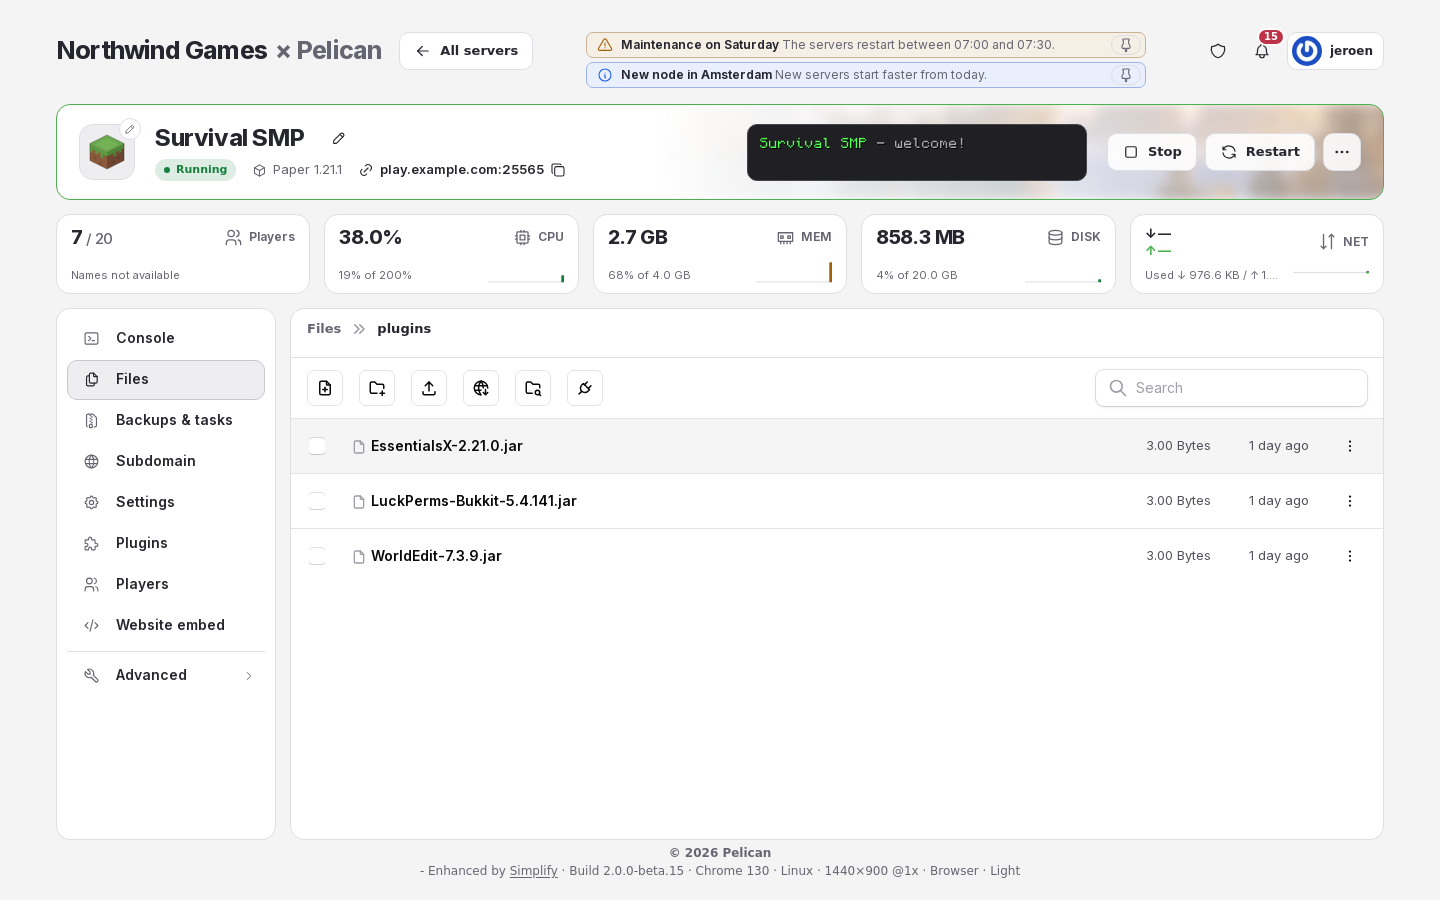 Northwind Games × Pelican
All servers
Maintenance on Saturday The servers restart between 07:00 and 07:30.
New node in Amsterdam New servers start faster from today.
15
jeroen
Survival SMP
Running
Paper 1.21.1
play.example.com:25565
Survival SMP - welcome!
Stop
Restart
7 / 20
Players
Names not available
38.0%
CPU
19% of 200%
2.7 GB
MEM
68% of 4.0 GB
858.3 MB
DISK
4% of 20.0 GB
↓—
↑—
NET
Used ↓ 976.6 KB / ↑ 1....
Console
Files
Backups & tasks
Subdomain
Settings
Plugins
Players
Website embed
Advanced
Files » plugins
Search
EssentialsX-2.21.0.jar 3.00 Bytes 1 day ago
LuckPerms-Bukkit-5.4.141.jar 3.00 Bytes 1 day ago
WorldEdit-7.3.9.jar 3.00 Bytes 1 day ago
© 2026 Pelican
- Enhanced by Simplify · Build 2.0.0-beta.15 · Chrome 130 · Linux · 1440×900 @1x · Browser · Light